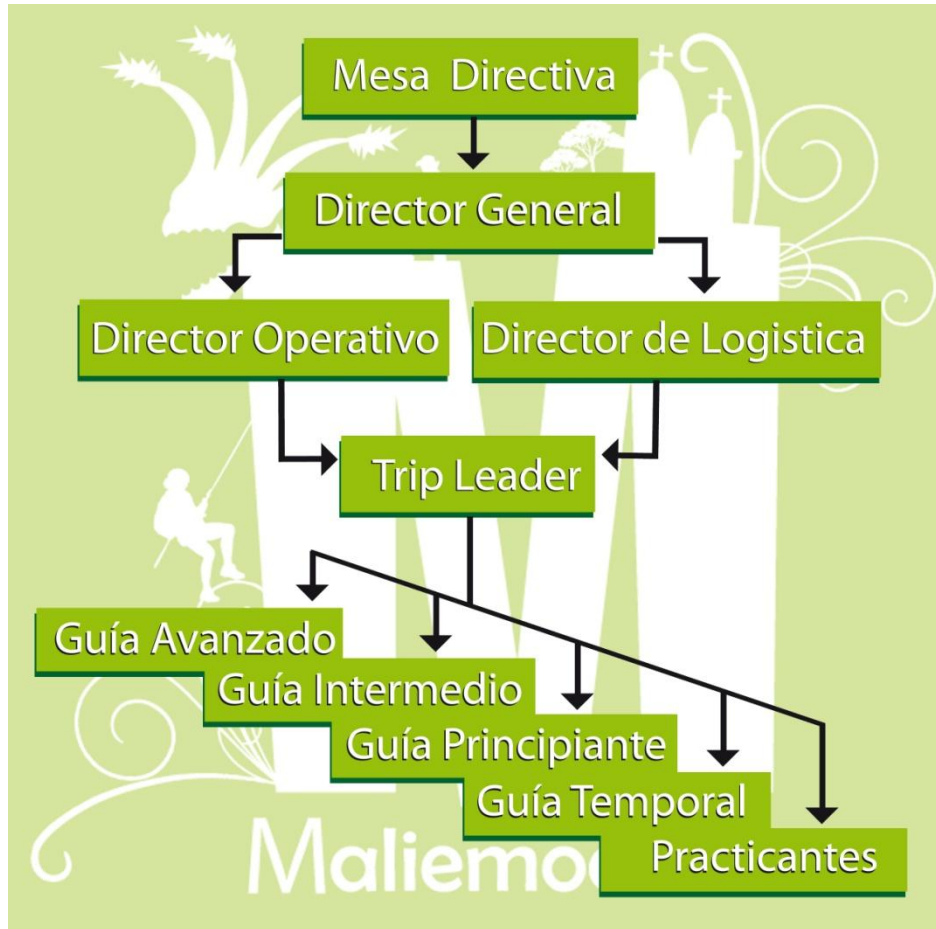 Mesa Directiva
Director General
Director Operativo
Director de Logistica
Trip Leader
Guía Avanzado
Guía Intermedio
Guía Principiante
Guía Temporal
Practicantes